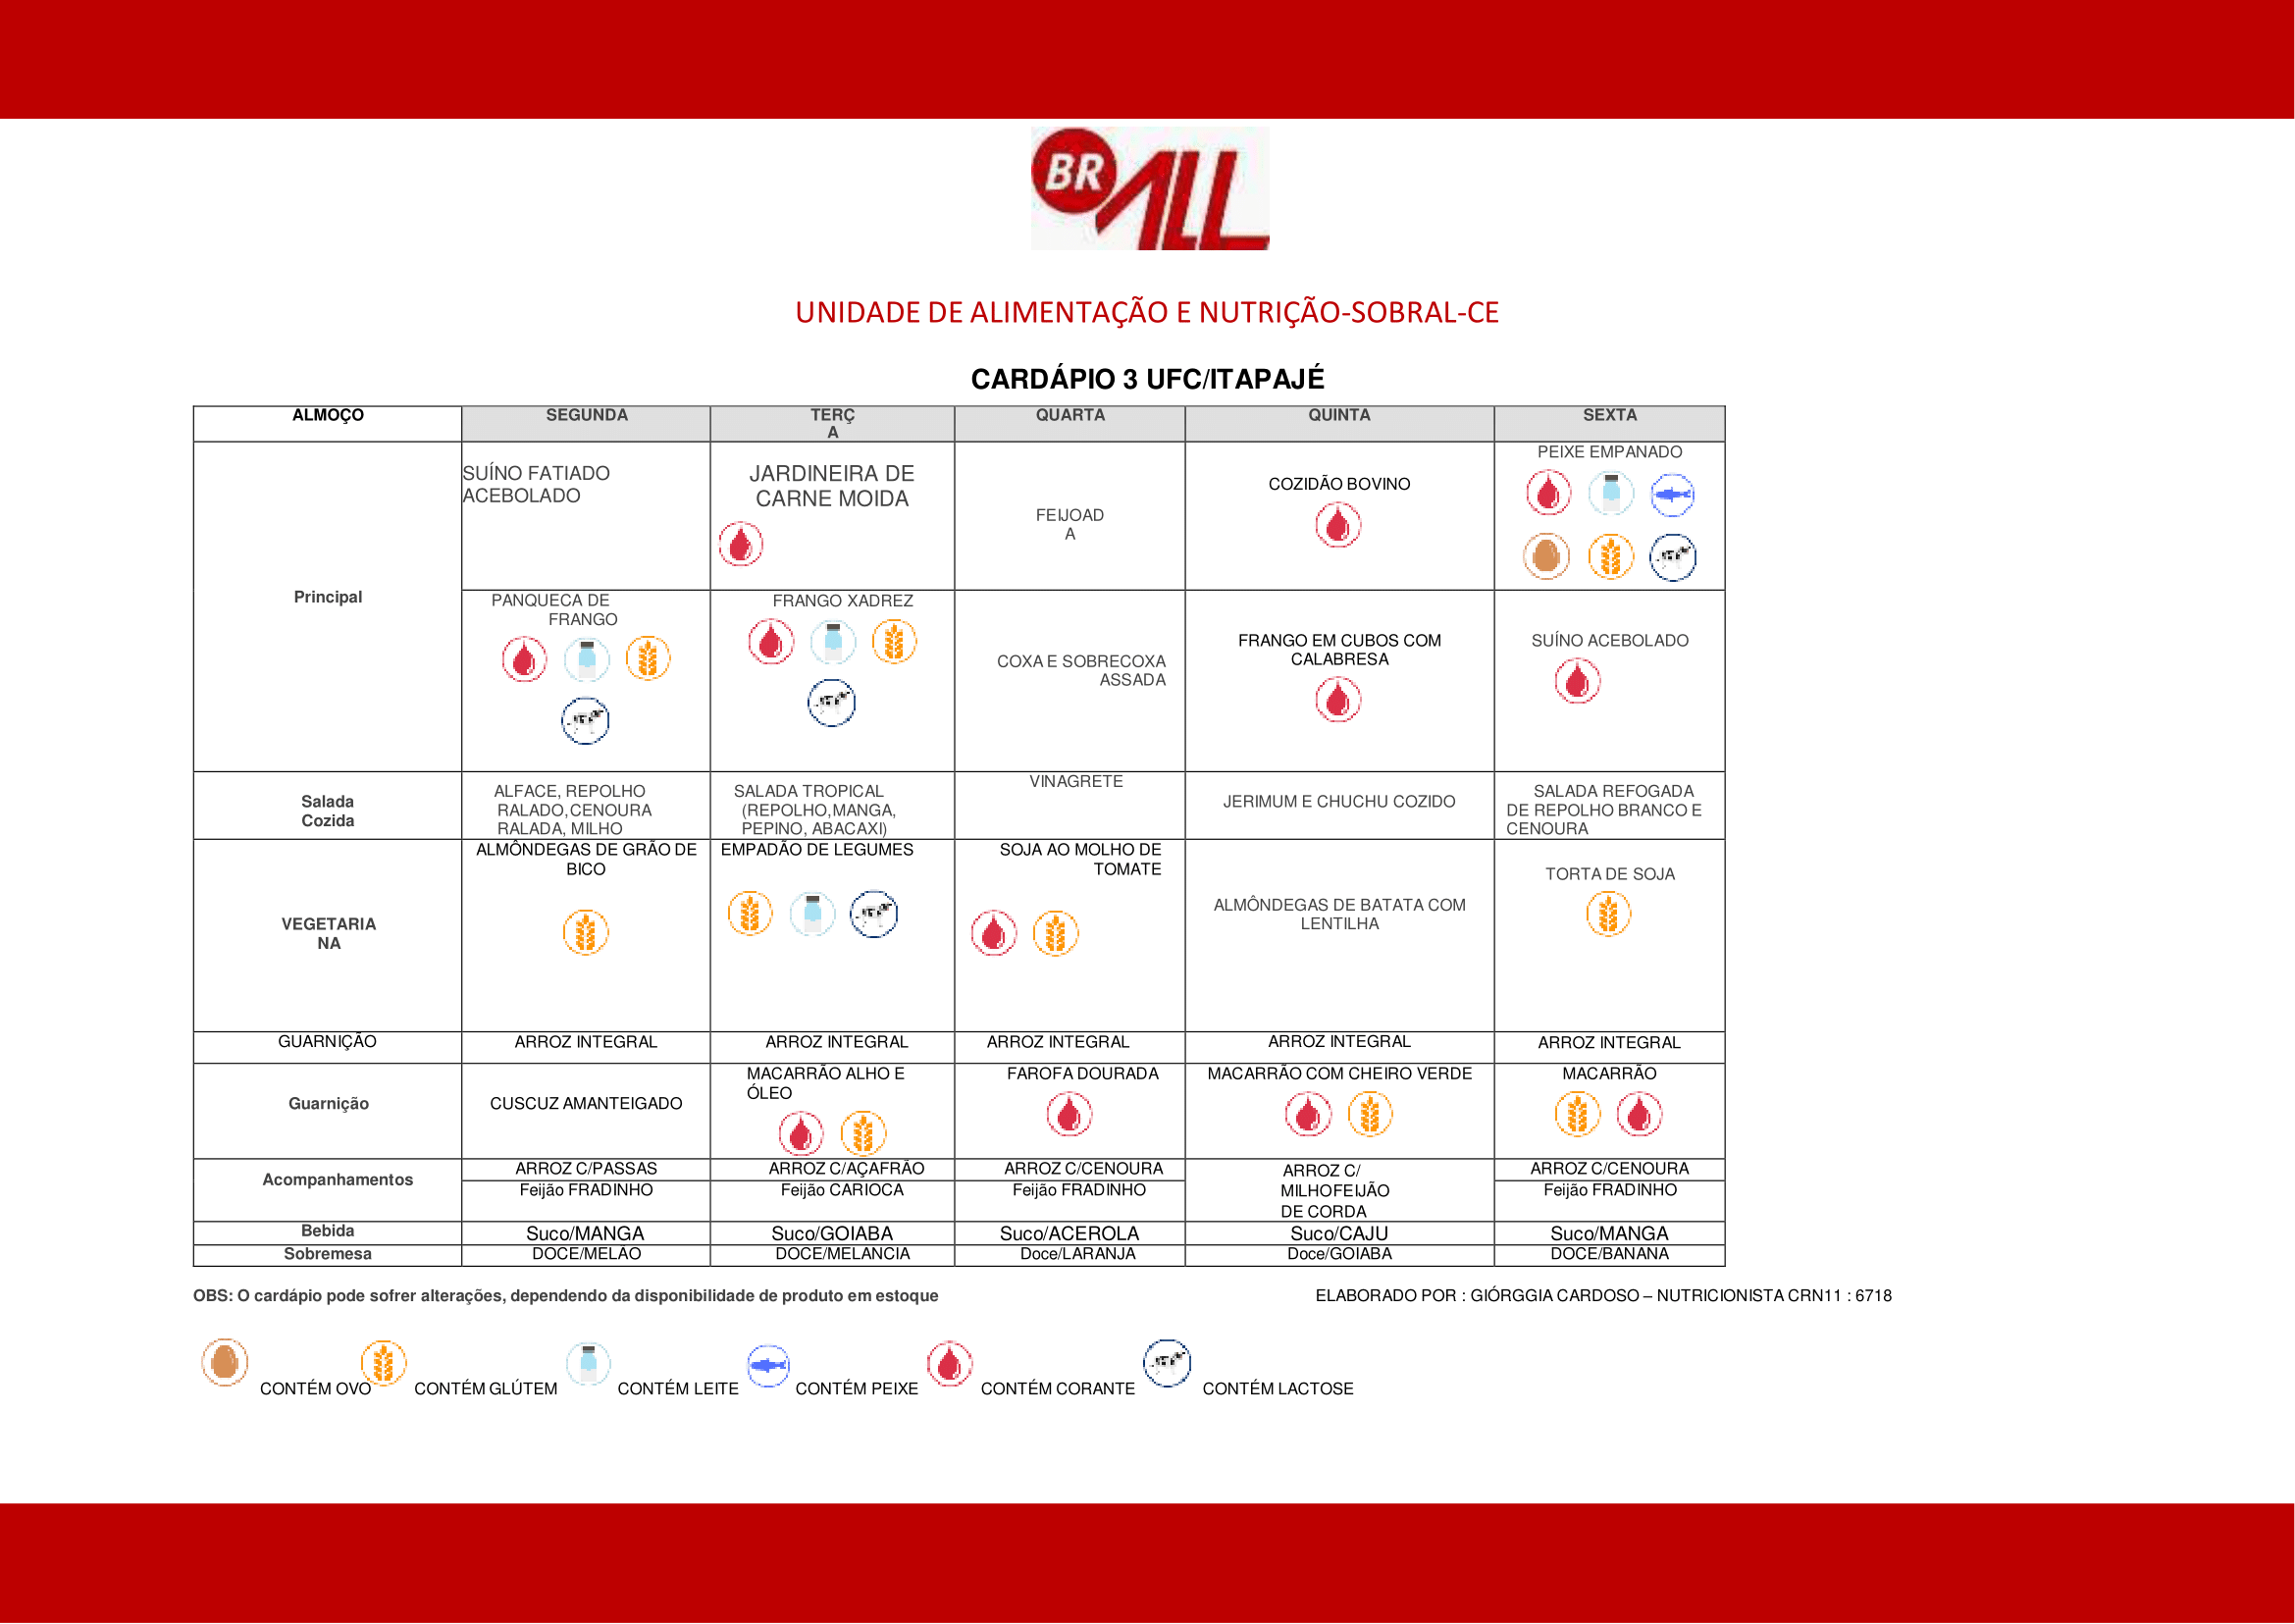 BR ALL
UNIDADE DE ALIMENTAÇÃO E NUTRIÇÃO-SOBRAL-CE
CARDÁPIO 3 UFC/ITAPAJÉ
ALMOÇO SEGUNDA TERÇ QUARTA QUINTA SEXTA
A
Principal
SUÍNO FATIADO
ACEBOLADO
JARDINEIRA DE
CARNE MOIDA
FEIJOAD
A
COZIDÃO BOVINO
PEIXE EMPANADO
PANQUECA DE
FRANGO
FRANGO XADREZ
COXA E SOBRECOXA
ASSADA
FRANGO EM CUBOS COM
CALABRESA
SUÍNO ACEBOLADO
Salada
Cozida
ALFACE, REPOLHO
RALADO,CENOURA
RALADA, MILHO
SALADA TROPICAL
(REPOLHO,MANGA,
PEPINO, ABACAXI)
VINAGRETE
JERIMUM E CHUCHU COZIDO
SALADA REFOGADA
DE REPOLHO BRANCO E
CENOURA
VEGETARIA
NA
ALMÔNDEGAS DE GRÃO DE
BICO
EMPADÃO DE LEGUMES
SOJA AO MOLHO DE
TOMATE
ALMÔNDEGAS DE BATATA COM
LENTILHA
TORTA DE SOJA
GUARNIÇÃO ARROZ INTEGRAL ARROZ INTEGRAL ARROZ INTEGRAL ARROZ INTEGRAL ARROZ INTEGRAL
Guarnição
CUSCUZ AMANTEIGADO
MACARRÃO ALHO E
ÓLEO
FAROFA DOURADA
MACARRÃO COM CHEIRO VERDE
MACARRÃO
Acompanhamentos
ARROZ C/PASSAS ARROZ C/AÇAFRÃO ARROZ C/CENOURA
ARROZ C/
MILHOFEIJÃO
DE CORDA
ARROZ C/CENOURA
Feijão FRADINHO Feijão CARIOCA Feijão FRADINHO Feijão FRADINHO
Bebida Suco/MANGA Suco/GOIABA Suco/ACEROLA Suco/CAJU Suco/MANGA
Sobremesa DOCE/MELÃO DOCE/MELANCIA Doce/LARANJA Doce/GOIABA DOCE/BANANA
OBS: O cardápio pode sofrer alterações, dependendo da disponibilidade de produto em estoque
ELABORADO POR : GIÓRGGIA CARDOSO – NUTRICIONISTA CRN11 : 6718
CONTÉM OVO CONTÉM GLÚTEM CONTÉM LEITE CONTÉM PEIXE CONTÉM CORANTE CONTÉM LACTOSE